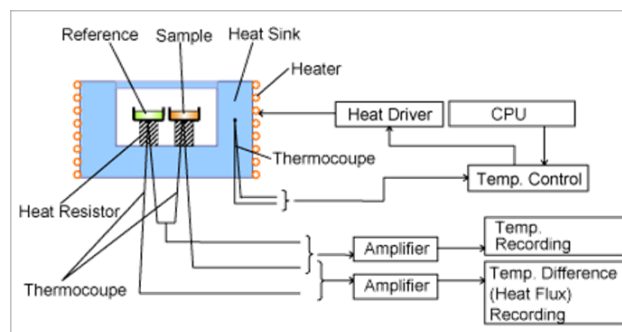 Reference
Sample
Heat Sink
Heater
Heat Driver
CPU
Thermocoupe
Temp. Control
Heat Resistor
Thermocoupe
Amplifier
Temp.
Recording
Amplifier
Temp. Difference
(Heat Flux)
Recording